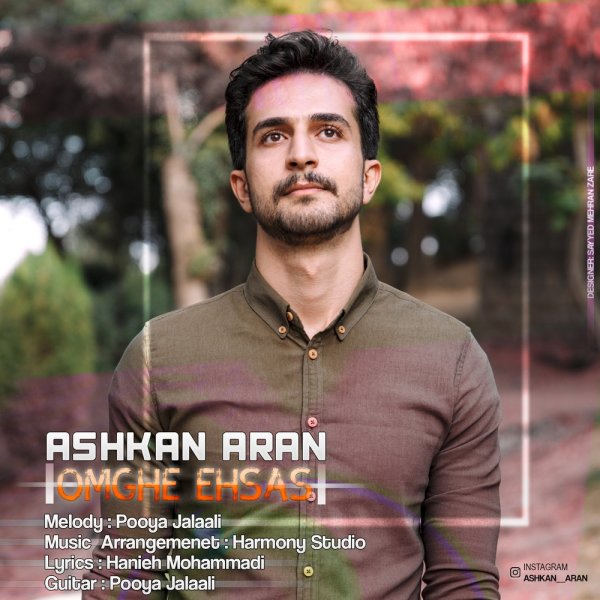 ASHKAN ARAN
OMGHE EHSAS
Melody : Pooya Jalaali
Music Arrangemenet : Harmony Studio
Lyrics : Hanieh Mohammadi
Guitar : Pooya Jalaali
DESIGNER: SAYYED MEHRAN ZARE
INSTAGRAM
ASHKAN__ARAN